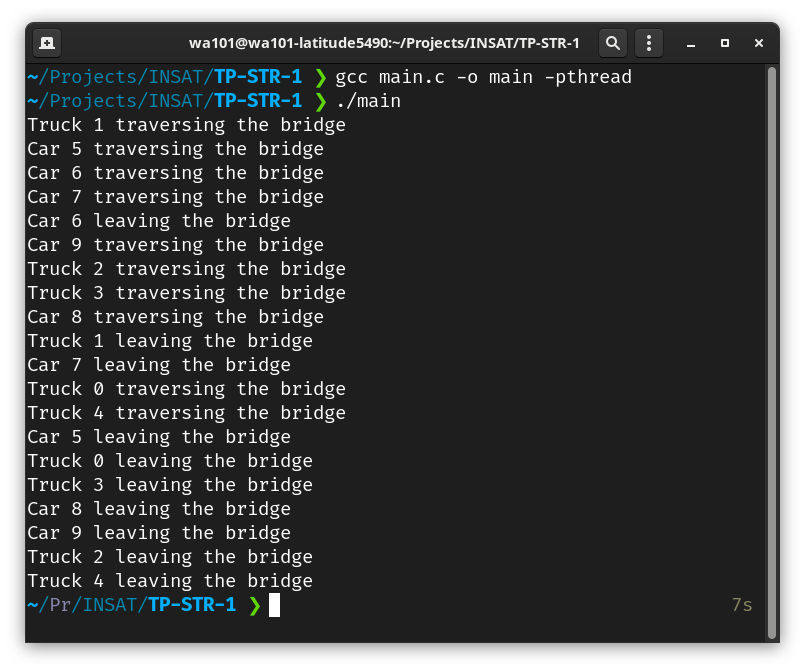 wa101@wa101-latitude5490:~/Projects/INSAT/TP-STR-1
~/Projects/INSAT/TP-STR-1 ❯ gcc main.c -o main -pthread
~/Projects/INSAT/TP-STR-1 ❯ ./main
Truck 1 traversing the bridge
Car 5 traversing the bridge
Car 6 traversing the bridge
Car 7 traversing the bridge
Car 6 leaving the bridge
Car 9 traversing the bridge
Truck 2 traversing the bridge
Truck 3 traversing the bridge
Car 8 traversing the bridge
Truck 1 leaving the bridge
Car 7 leaving the bridge
Truck 0 traversing the bridge
Truck 4 traversing the bridge
Car 5 leaving the bridge
Truck 0 leaving the bridge
Truck 3 leaving the bridge
Car 8 leaving the bridge
Car 9 leaving the bridge
Truck 2 leaving the bridge
Truck 4 leaving the bridge
~/Pr/INSAT/TP-STR-1 ❯ 7s